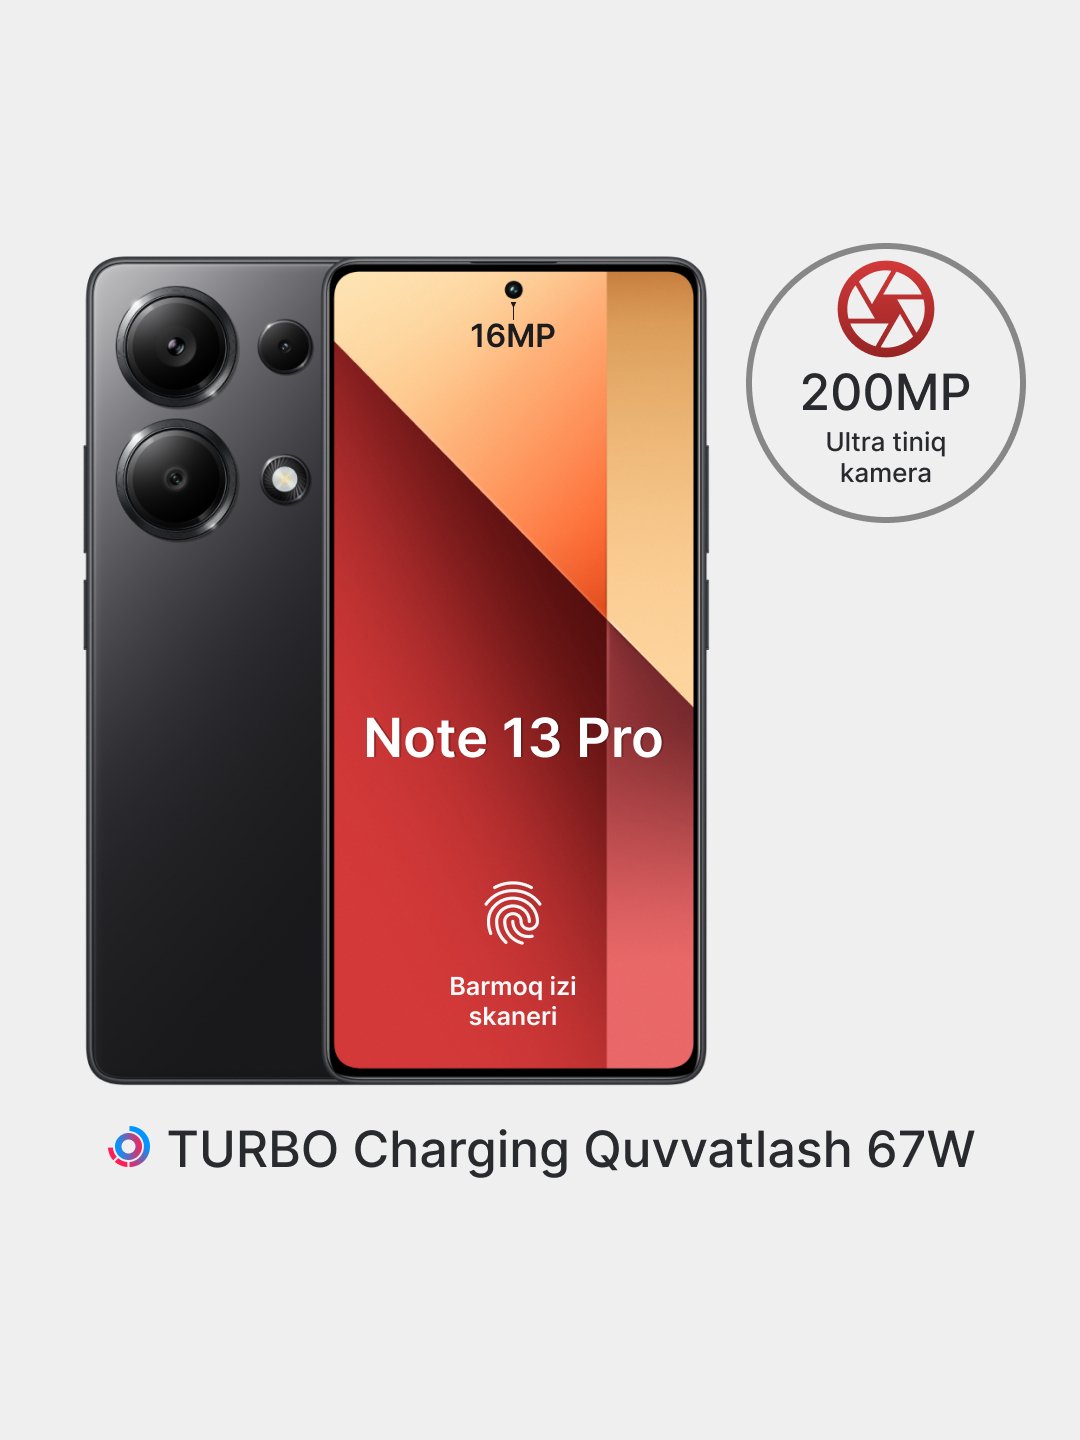 16MP
200MP
Ultra tiniq
kamera
Note 13 Pro
Barmoq izi
skaneri
TURBO Charging Quvvatlash 67W